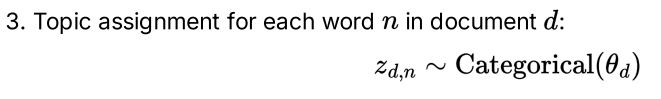 3. Topic assignment for each word n in document d:
z_{d,n} ∼ Categorical(θ_d)